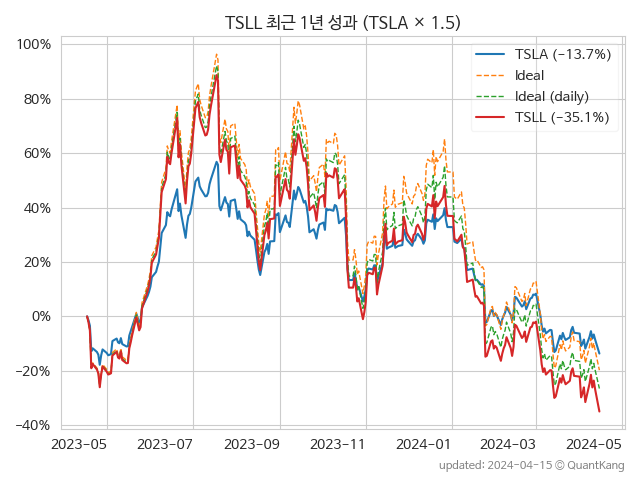 TSLL 최근 1년 성과 (TSLA × 1.5)
TSLA (−13.7%)
Ideal
Ideal (daily)
TSLL (−35.1%)
100%
80%
60%
40%
20%
0%
−20%
−40%
2023−05 2023−07 2023−09 2023−11 2024−01 2024−03 2024−05
updated: 2024−04−15 © QuantKang